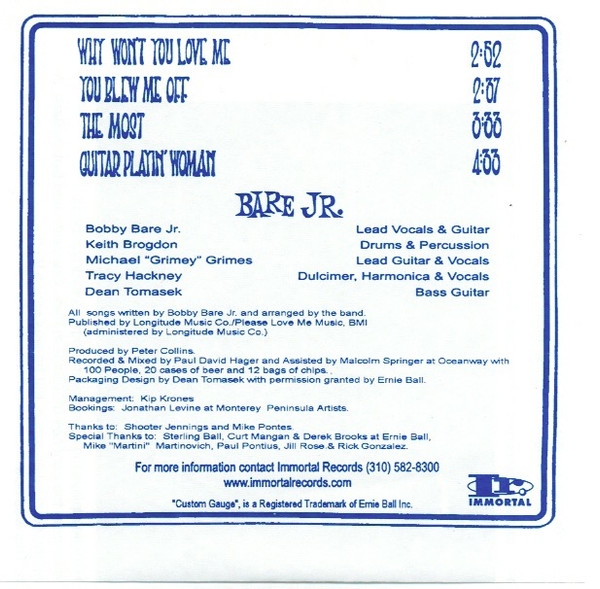 WHY WON'T YOU LOVE ME 2:52
YOU BLEW ME OFF 2:37
THE MOST 3:33
GUITAR PLAYIN' WOMAN 4:33
BARE JR.
Bobby Bare Jr. Lead Vocals & Guitar
Keith Brogdon Drums & Percussion
Michael "Grimey" Grimes Lead Guitar & Vocals
Tracy Hackney Dulcimer, Harmonica & Vocals
Dean Tomasek Bass Guitar
All songs written by Bobby Bare Jr. and arranged by the band.
Published by Longitude Music Co./Please Love Me Music, BMI
(administered by Longitude Music Co.)
Produced by Peter Collins.
Recorded & Mixed by Paul David Hager and Assisted by Malcolm Springer at Oceanway with
100 People, 20 cases of beer and 12 bags of chips..
Packaging Design by Dean Tomasek with permission granted by Ernie Ball.
Management: Kip Krones
Bookings: Jonathan Levine at Monterey Peninsula Artists.
Thanks to: Shooter Jennings and Mike Pontes
Special Thanks to: Sterling Ball, Curt Mangan & Derek Brooks at Ernie Ball,
Mike "Martini" Martinovich, Paul Pontius, Jill Rose & Rick Gonzalez.
For more information contact Immortal Records (310) 582-8300
www.immortalrecords.com
"Custom Gauge", is a Registered Trademark of Ernie Ball Inc.
IMMORTAL